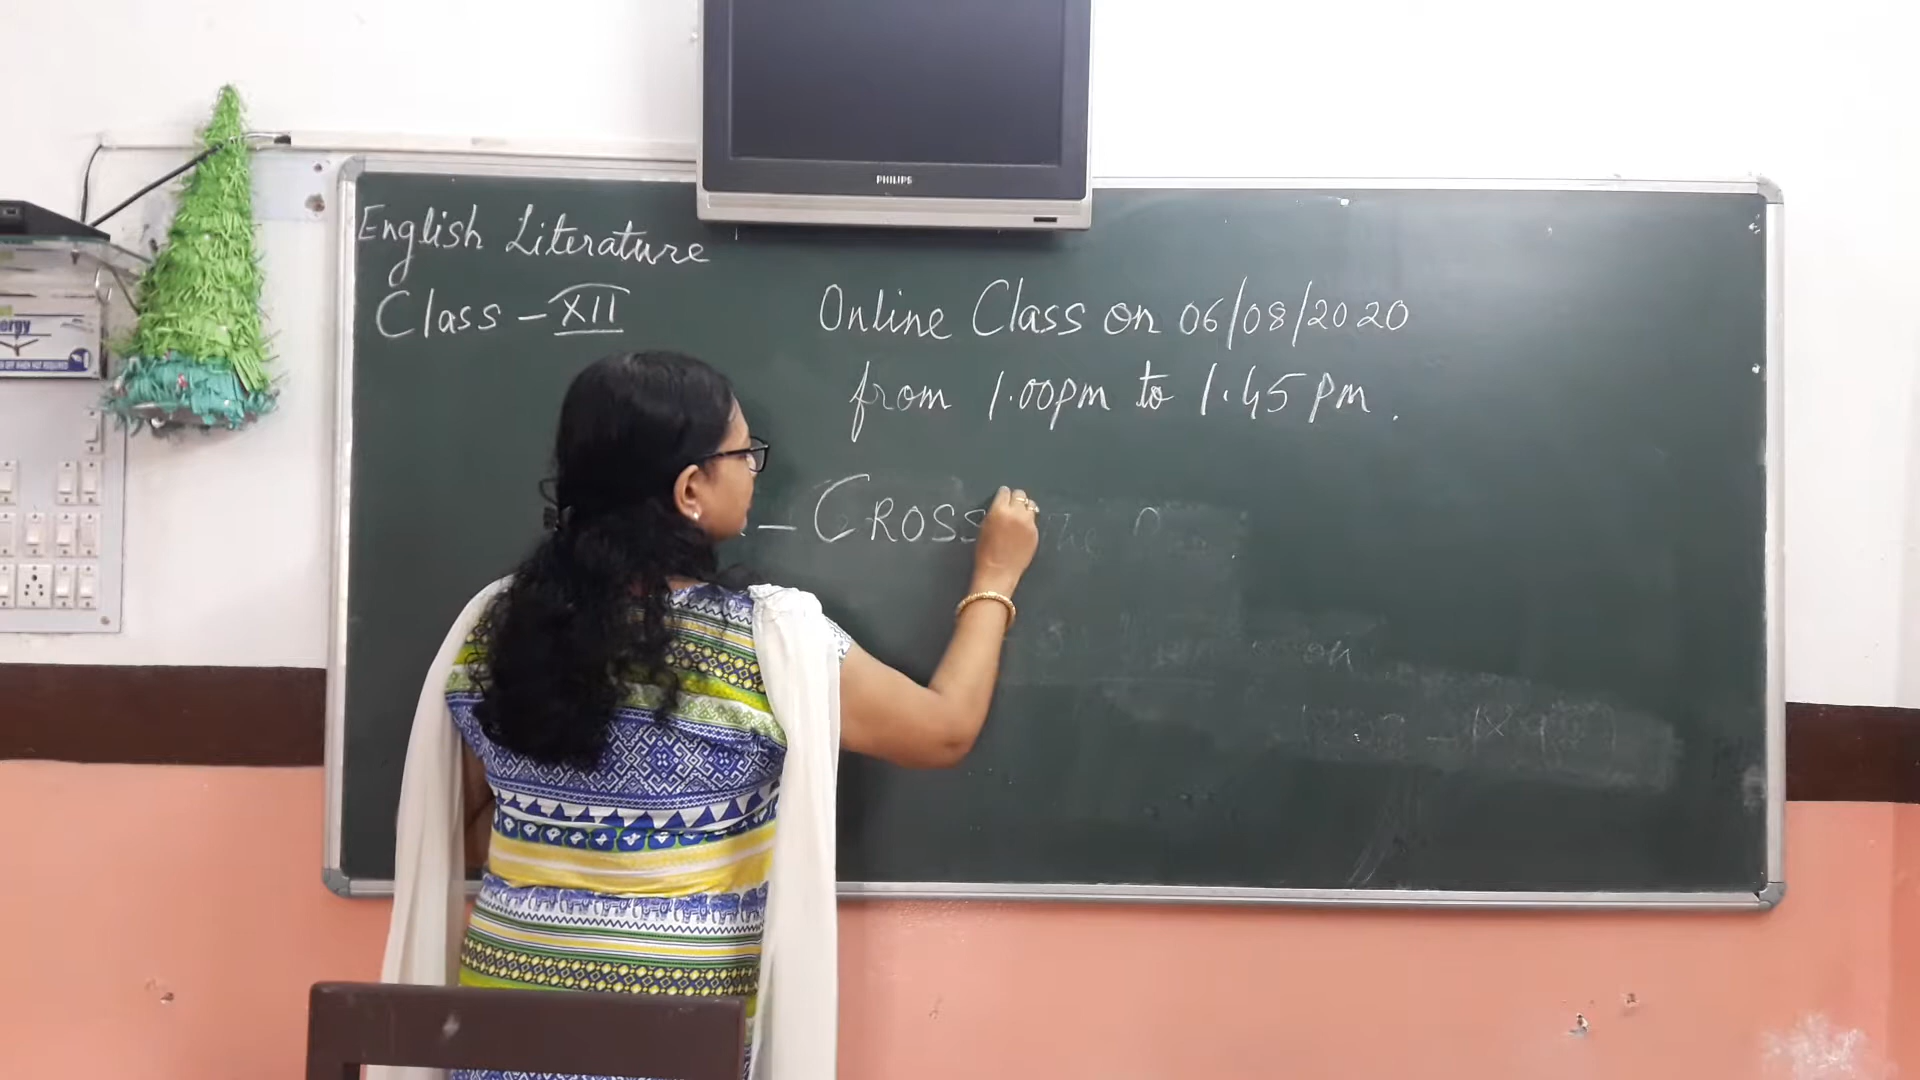 PHILIPS
English Literature
Class - XII
Online Class on 06/08/2020
from 1.00pm to 1.45 pm.
- CROSS
ergy